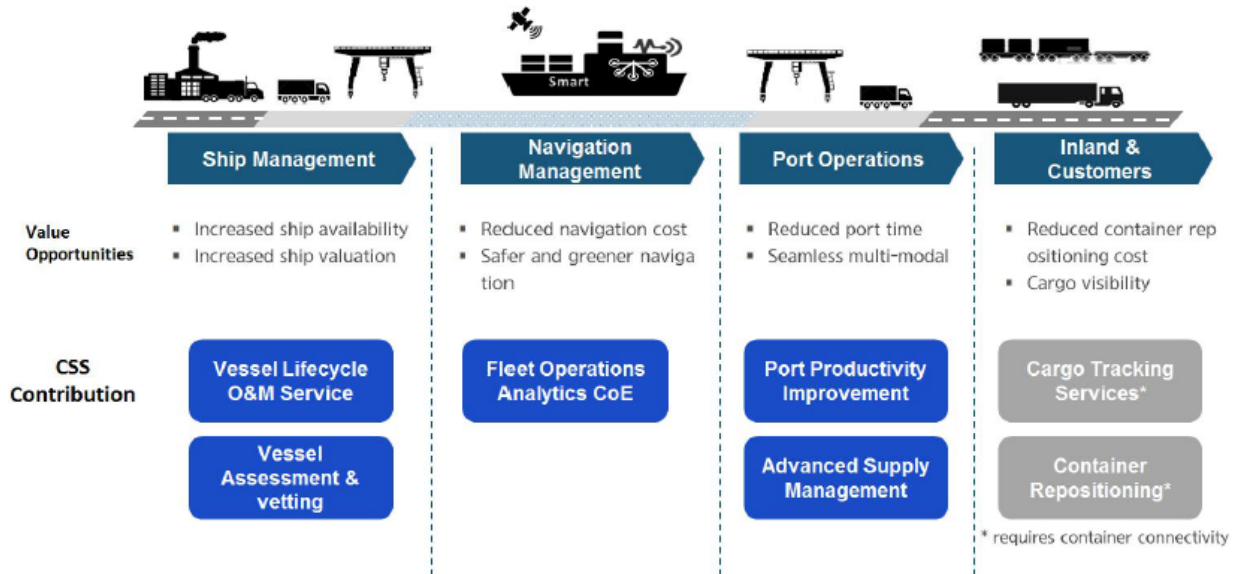 Smart
Ship Management
Navigation
Management
Port Operations
Inland &
Customers
Value
Opportunities
▪ Increased ship availability
▪ Increased ship valuation
▪ Reduced navigation cost
▪ Safer and greener naviga
tion
▪ Reduced port time
▪ Seamless multi-modal
▪ Reduced container rep
ositioning cost
▪ Cargo visibility
CSS
Contribution
Vessel Lifecycle
O&M Service
Vessel
Assessment &
vetting
Fleet Operations
Analytics CoE
Port Productivity
Improvement
Advanced Supply
Management
Cargo Tracking
Services*
Container
Repositioning*
* requires container connectivity